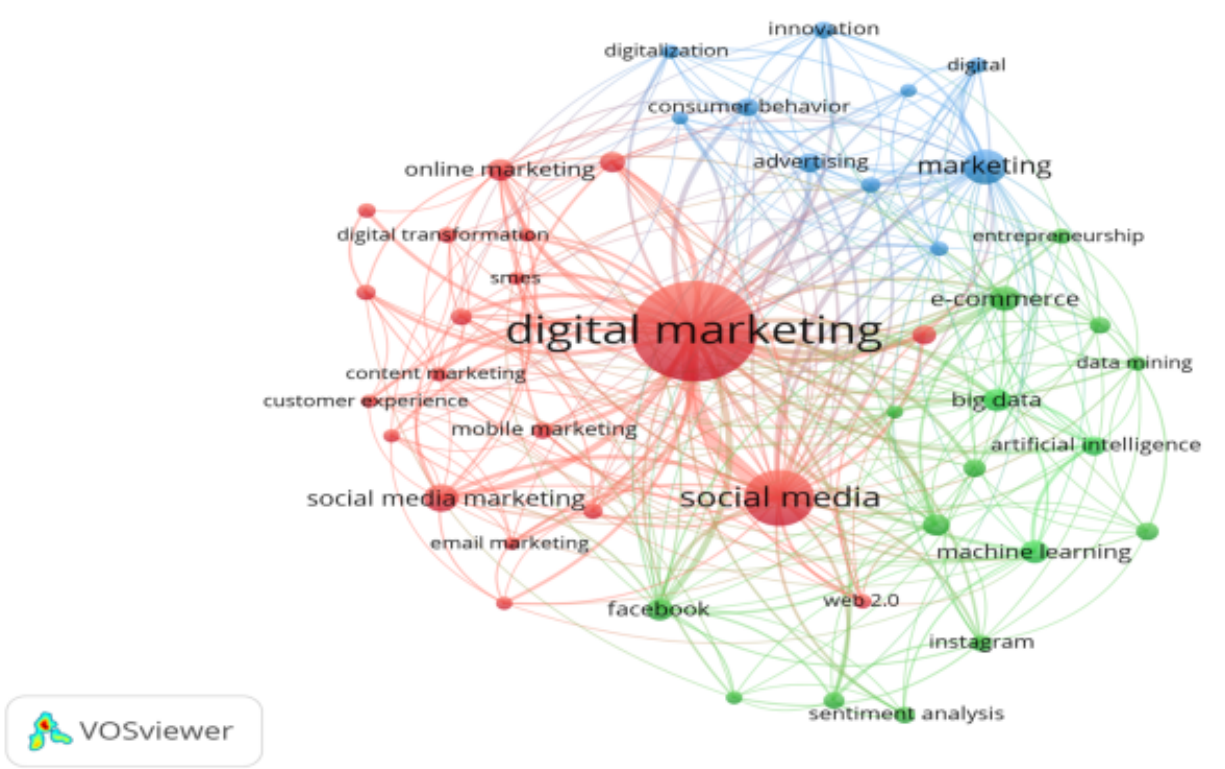 innovation
digitalization
digital
consumer behavior
advertising
marketing
online marketing
digital transformation
entrepreneurship
smes
e-commerce
digital marketing
data mining
content marketing
customer experience
big data
mobile marketing
artificial intelligence
social media marketing
social media
email marketing
machine learning
web 2.0
facebook
instagram
sentiment analysis
VOSviewer